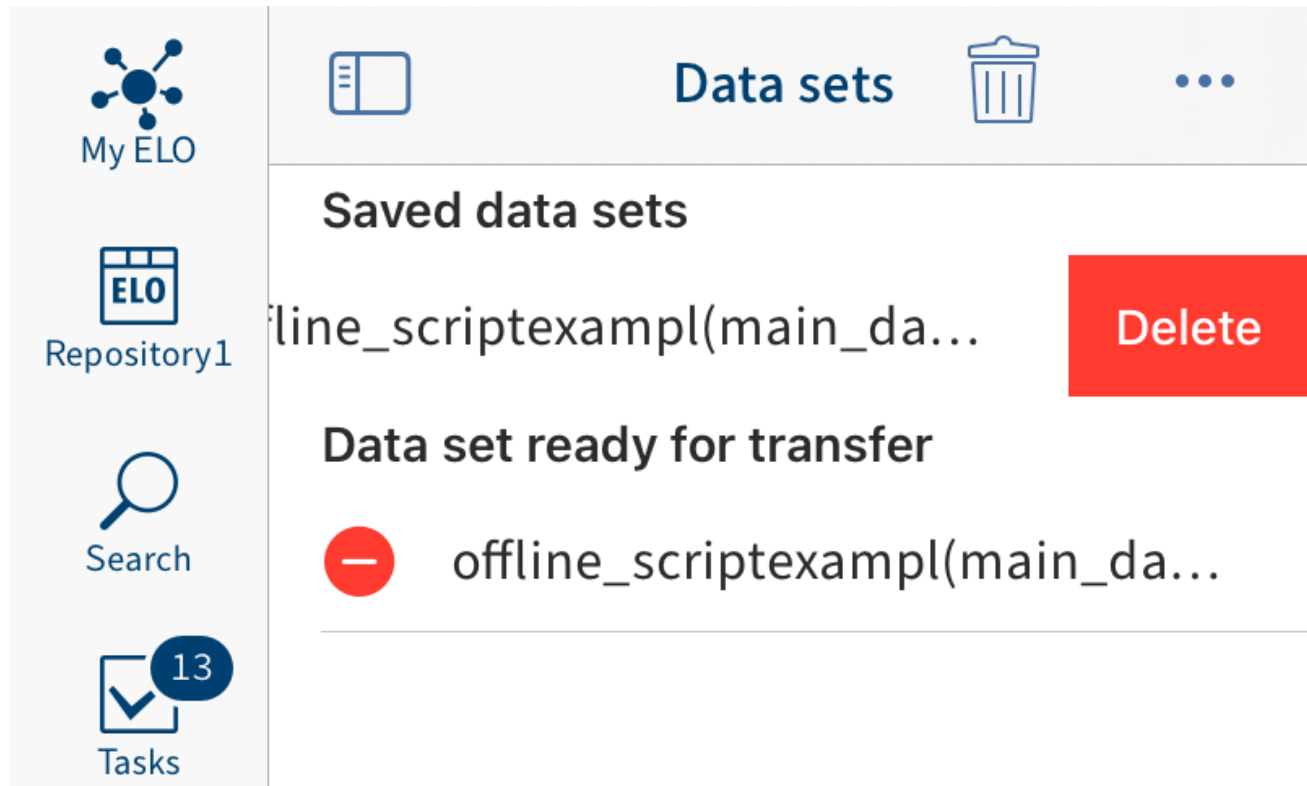 My ELO
Data sets
Saved data sets
ELO
Repository1
line_scriptexampl(main_da...
Delete
Data set ready for transfer
Search
offline_scriptexampl(main_da...
13
Tasks